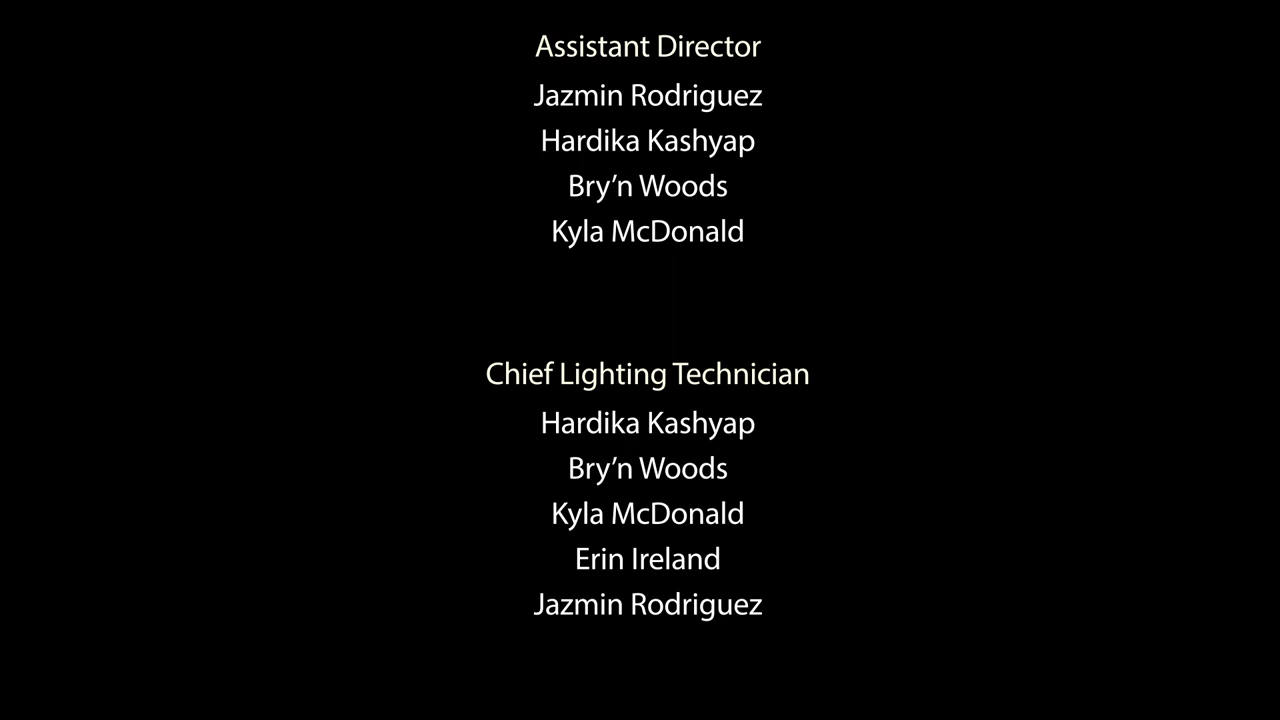 Assistant Director
Jazmin Rodriguez
Hardika Kashyap
Bry’n Woods
Kyla McDonald
Chief Lighting Technician
Hardika Kashyap
Bry’n Woods
Kyla McDonald
Erin Ireland
Jazmin Rodriguez